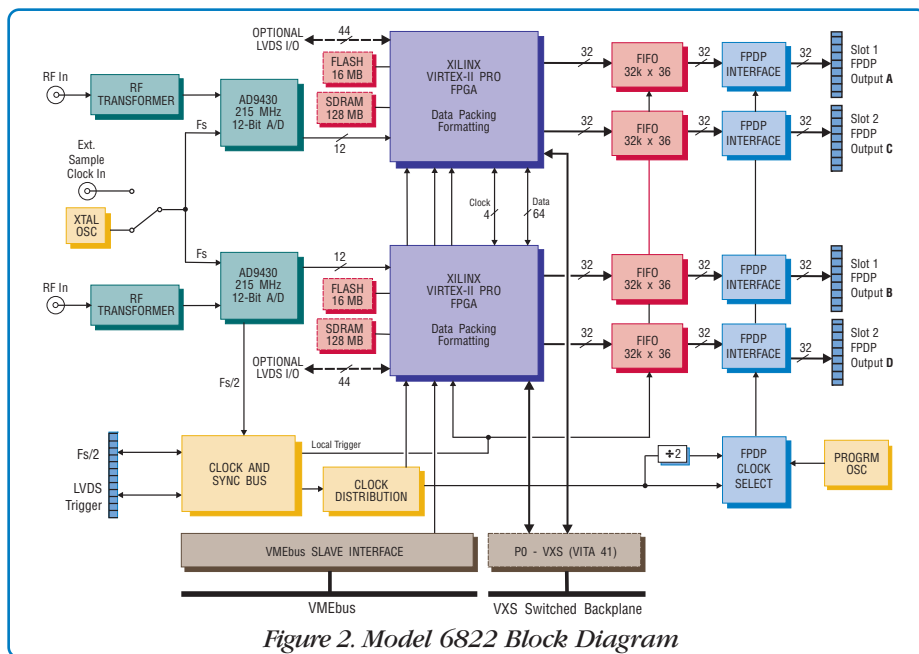 OPTIONAL
LVDS I/O
44
FLASH
16 MB
SDRAM
128 MB
XILINX
VIRTEX-II PRO
FPGA
Data Packing
Formatting
32
FIFO
32k x 36
32
FPDP
INTERFACE
32
Slot 1
FPDP
Output A
RF In
RF
TRANSFORMER
AD9430
215 MHz
12-Bit A/D
Fs
12
32
FIFO
32k x 36
32
FPDP
INTERFACE
32
Slot 2
FPDP
Output C
Ext.
Sample
Clock In
XTAL
OSC
Clock
4
Data
64
Fs
RF In
RF
TRANSFORMER
AD9430
215 MHz
12-Bit A/D
12
FLASH
16 MB
SDRAM
128 MB
XILINX
VIRTEX-II PRO
FPGA
Data Packing
Formatting
32
FIFO
32k x 36
32
FPDP
INTERFACE
32
Slot 1
FPDP
Output B
32
FIFO
32k x 36
32
FPDP
INTERFACE
32
Slot 2
FPDP
Output D
OPTIONAL
LVDS I/O
44
Fs/2
Fs/2
LVDS
Trigger
CLOCK AND
SYNC BUS
Local Trigger
CLOCK
DISTRIBUTION
÷2
FPDP
CLOCK
SELECT
PROGRM
OSC
VMEbus SLAVE INTERFACE
P0 - VXS (VITA 41)
VMEbus
VXS Switched Backplane
Figure 2. Model 6822 Block Diagram